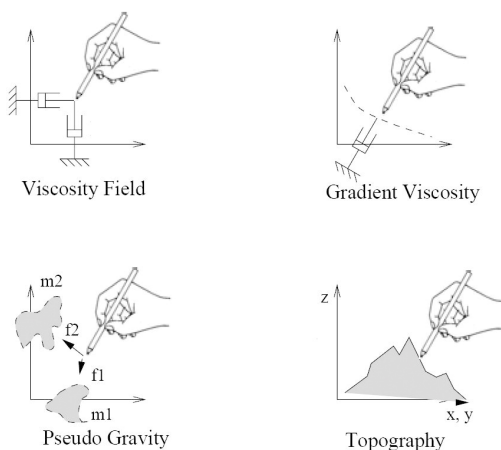 Viscosity Field
Gradient Viscosity
m2
f2
f1
m1
Pseudo Gravity
z
x, y
Topography